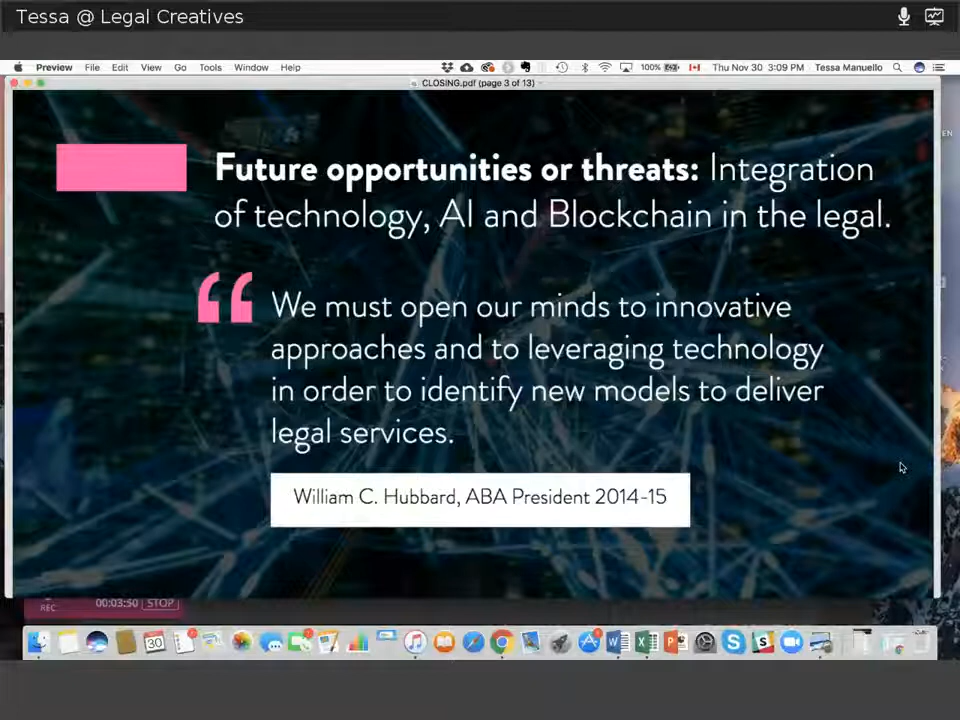 Tessa @ Legal Creatives
Preview File Edit View Go Tools Window Help 100% Thu Nov 30 3:09 PM Tessa Manuello
CLOSING.pdf (page 3 of 13)
EN
Future opportunities or threats: Integration
of technology, AI and Blockchain in the legal.
“
We must open our minds to innovative
approaches and to leveraging technology
in order to identify new models to deliver
legal services.
William C. Hubbard, ABA President 2014-15
REC: 00:03:50 STOP
30